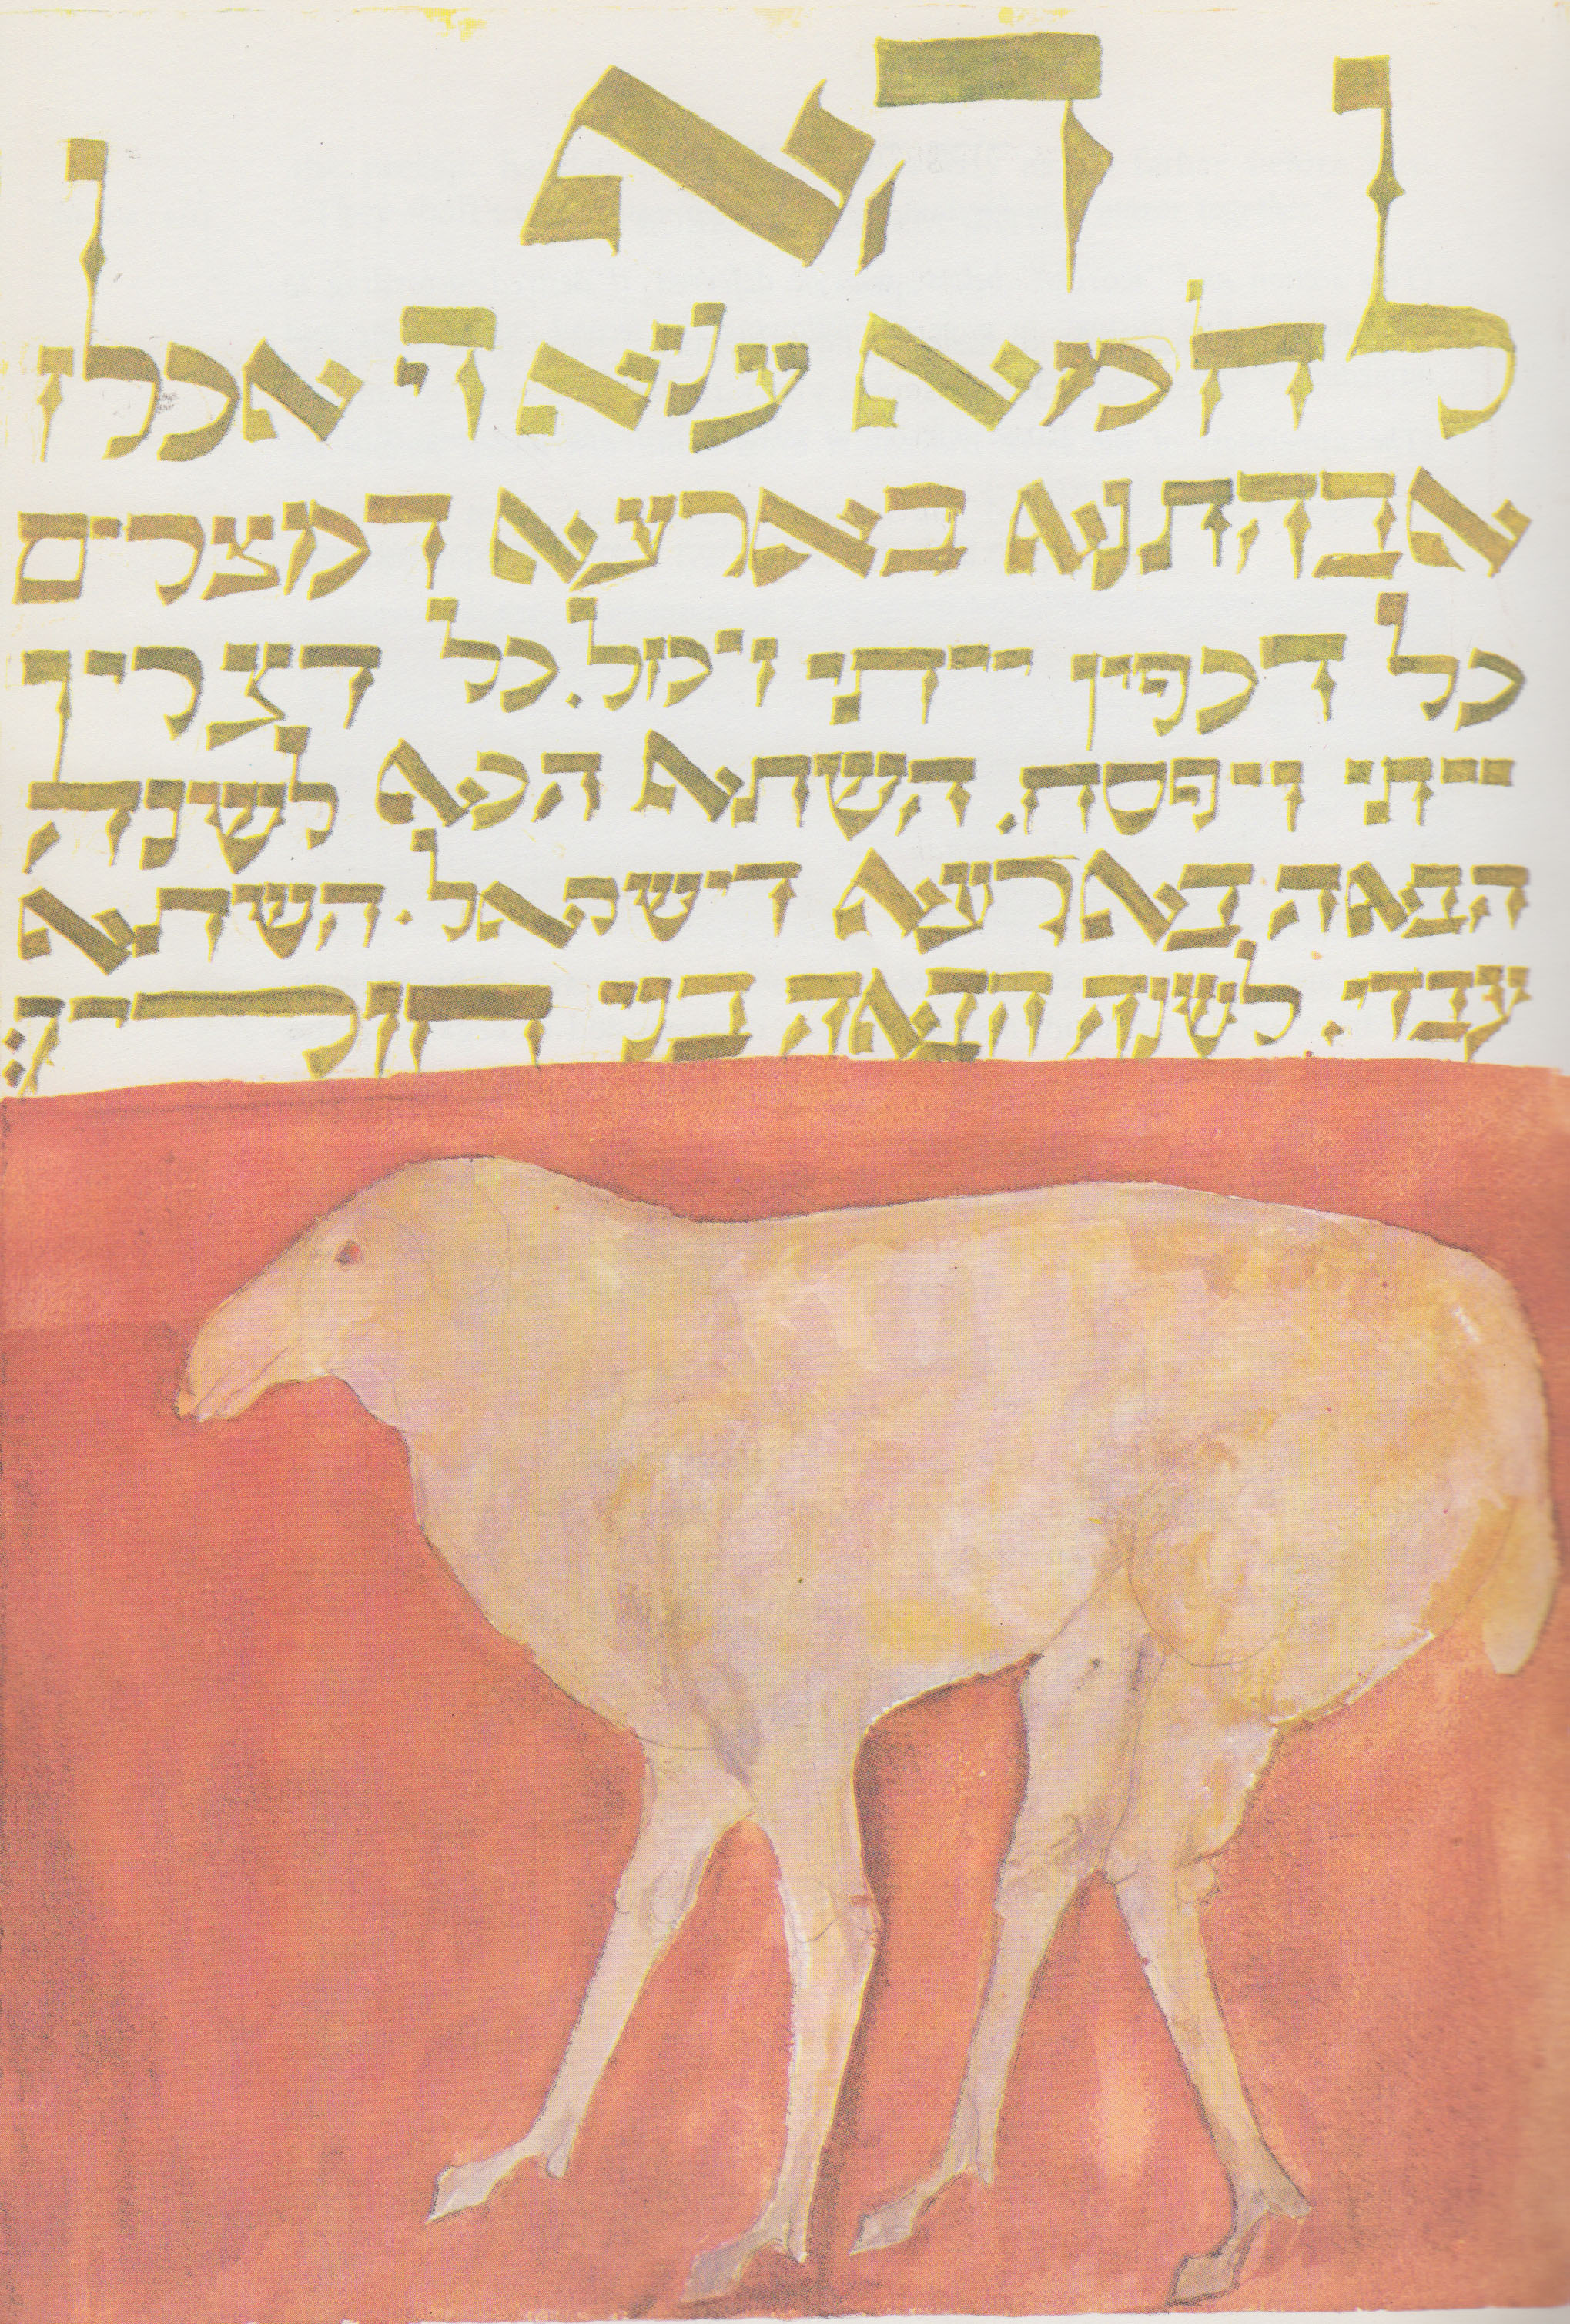 הא
לחמא עניא די אכלו
אבהתנא בארעא דמצרים
כל דכפין ייתי ויכול. כל דצריך
ייתי ויפסח. השתא הכא לשנה
הבאה בארעא דישראל. השתא
עבדי. לשנה הבאה בני חורין: